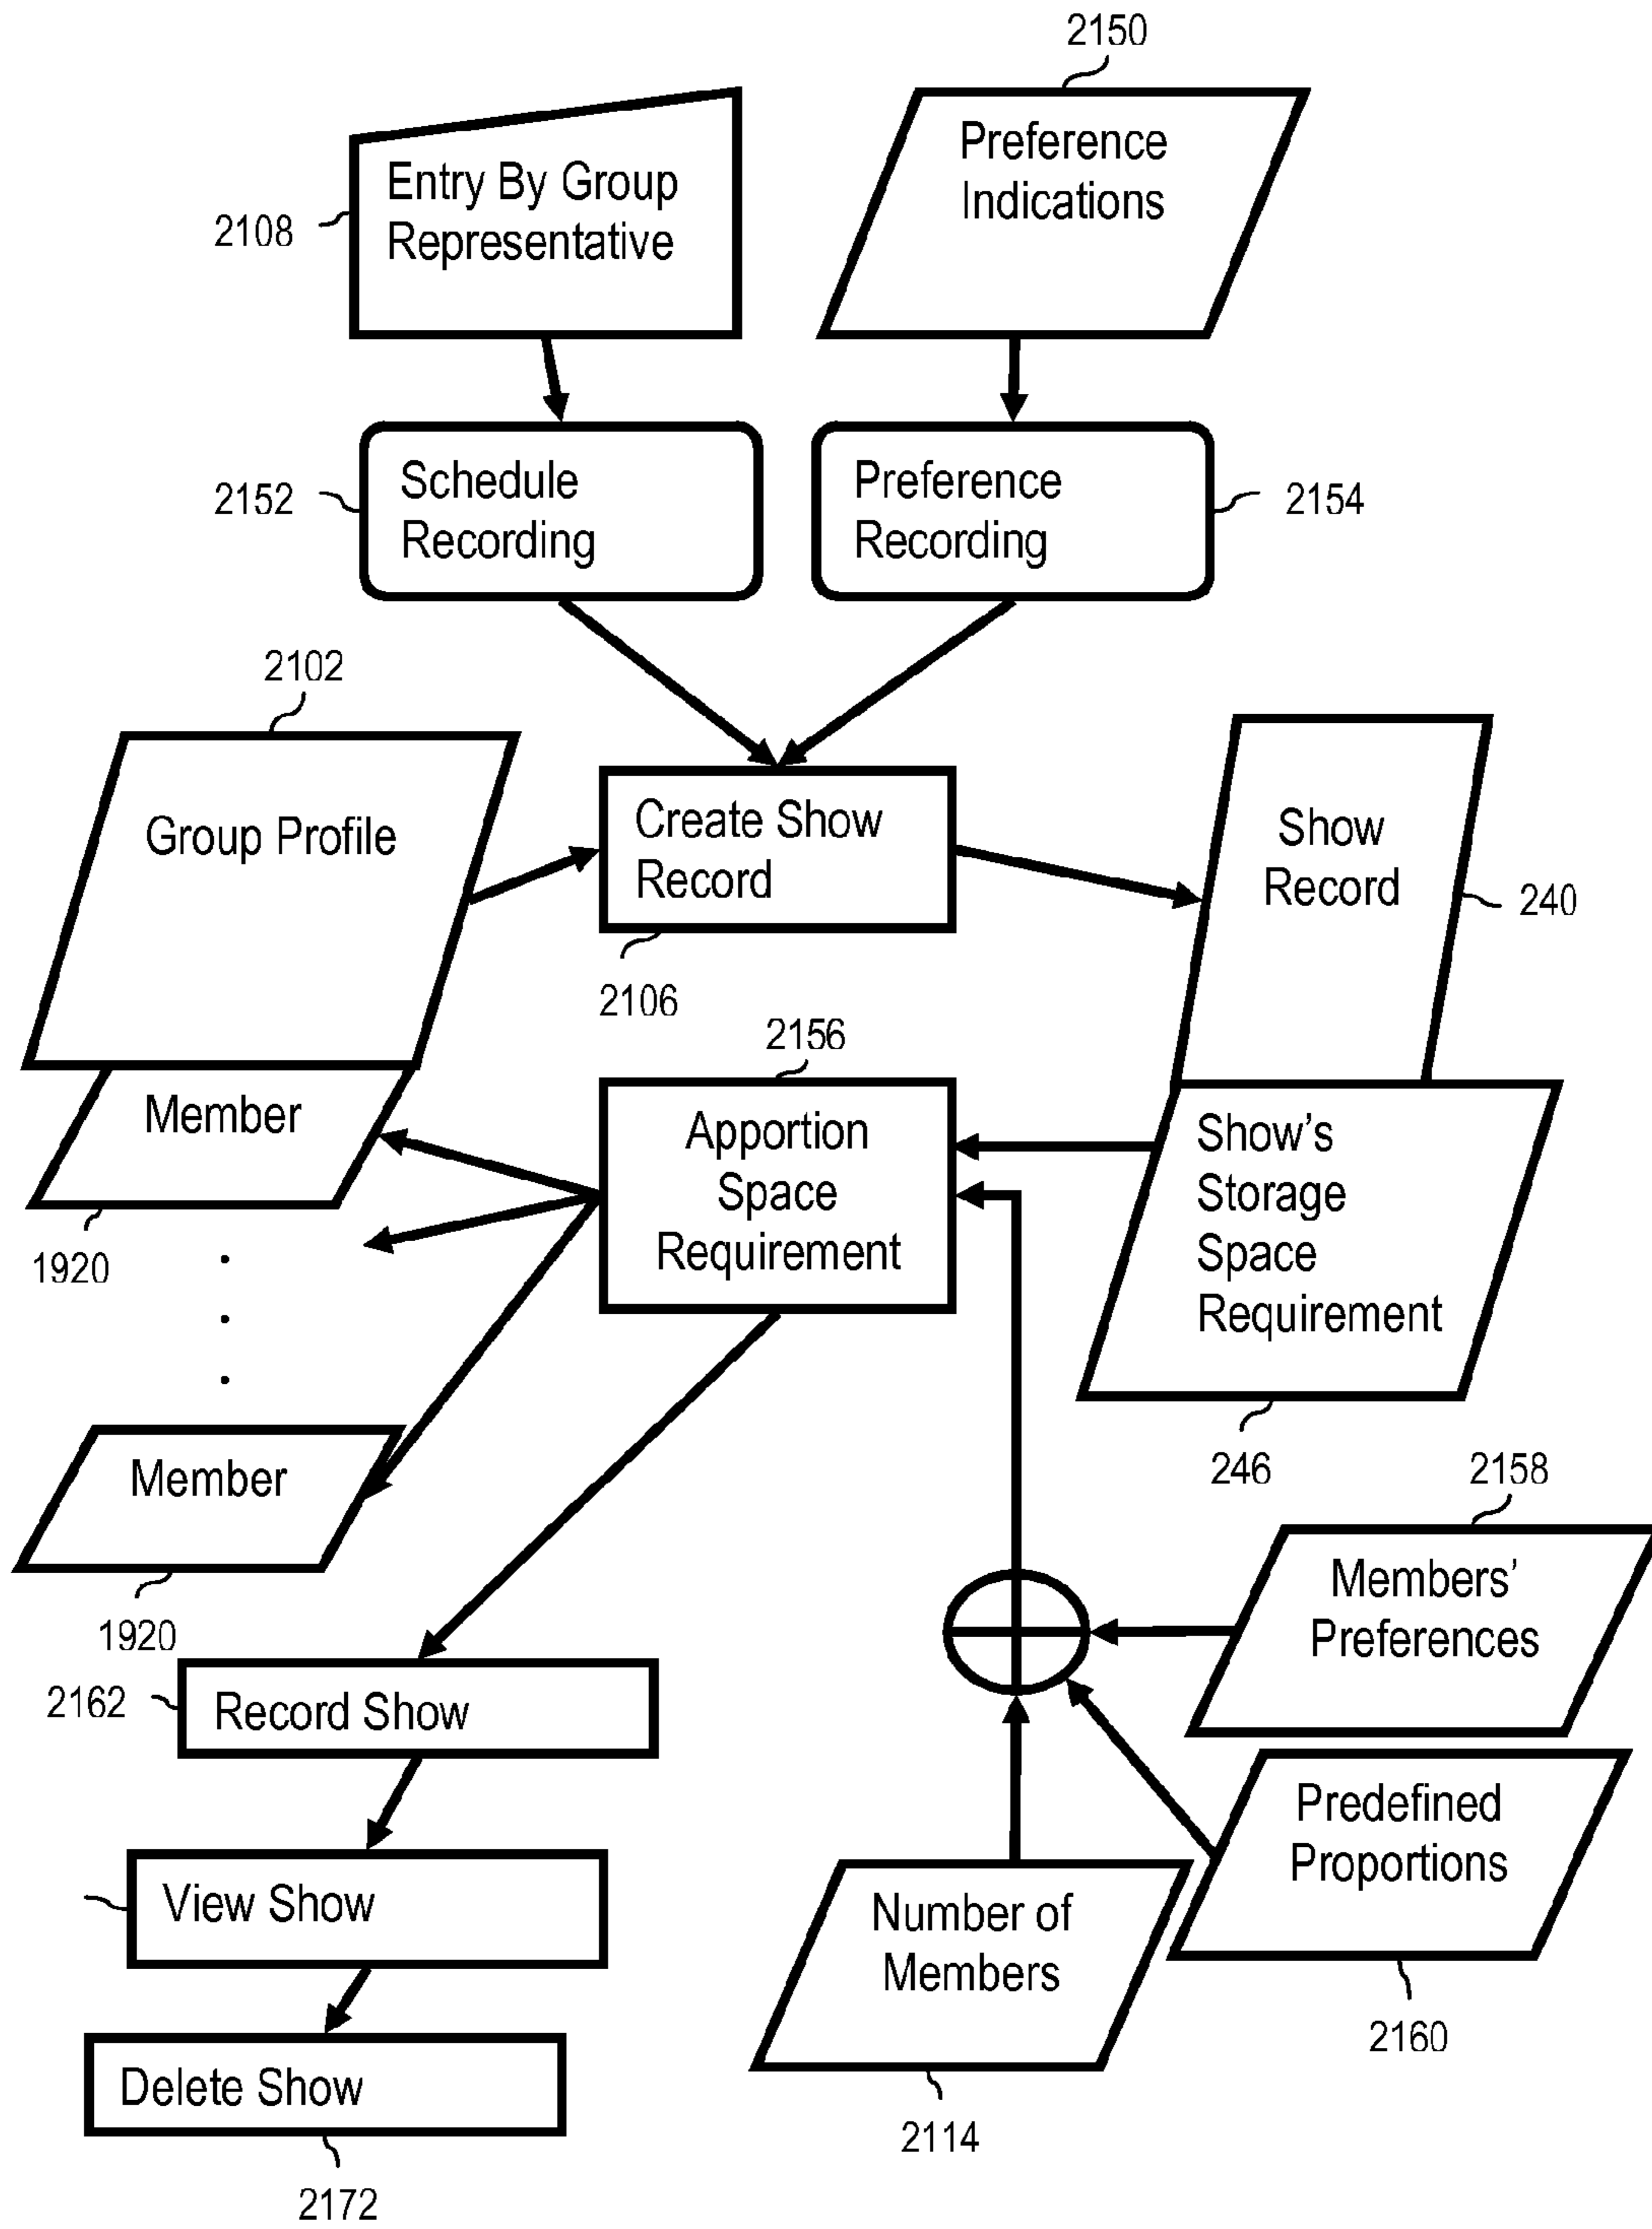 2150
Entry By Group
Representative
2108
Preference
Indications
Schedule
Recording
2152
Preference
Recording
2154
2102
Group Profile
Create Show
Record
2106
Show
Record
240
2156
Member
1920
.
.
.
Apportion
Space
Requirement
Show's
Storage
Space
Requirement
246
Member
1920
2158
Members'
Preferences
2162
Record Show
Predefined
Proportions
2160
View Show
Number of
Members
2114
Delete Show
2172